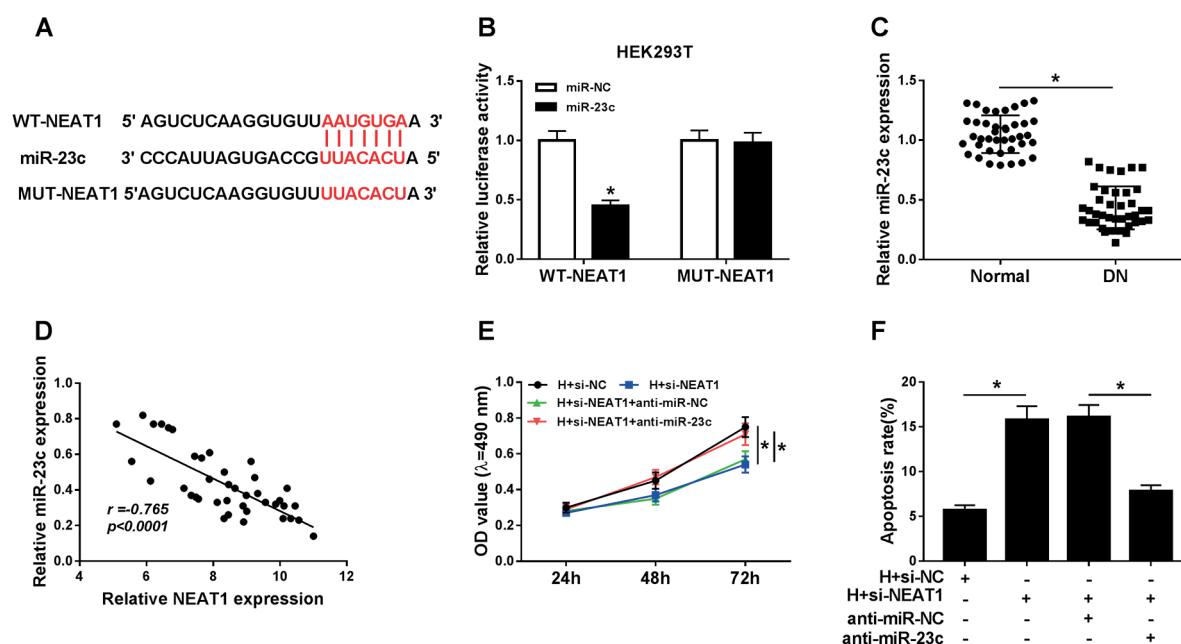 A
WT-NEAT1 5' AGUCUCAAGGUGUUAAUGUGAA 3'
miR-23c 3' CCCAUUAGUGACCGUUACACUA 5'
MUT-NEAT1 5'AGUCUCAAGGUGUUUUACACUA 3'
B
HEK293T
miR-NC
miR-23c
Relative luciferase activity
1.5
1.0
0.5
0.0
*
WT-NEAT1 MUT-NEAT1
C
Relative miR-23c expression
1.5
1.0
0.5
0.0
*
Normal DN
D
Relative miR-23c expression
1.0
0.8
0.6
0.4
0.2
0.0
r =-0.765
p<0.0001
4 6 8 10 12
Relative NEAT1 expression
E
OD value (λ=490 nm)
1.0
0.8
0.6
0.4
0.2
0.0
H+si-NC H+si-NEAT1
H+si-NEAT1+anti-miR-NC
H+si-NEAT1+anti-miR-23c
* *
24h 48h 72h
F
Apoptosis rate(%)
20
15
10
5
0
* *
H+si-NC + - - -
H+si-NEAT1 - + + +
anti-miR-NC - - + -
anti-miR-23c - - - +